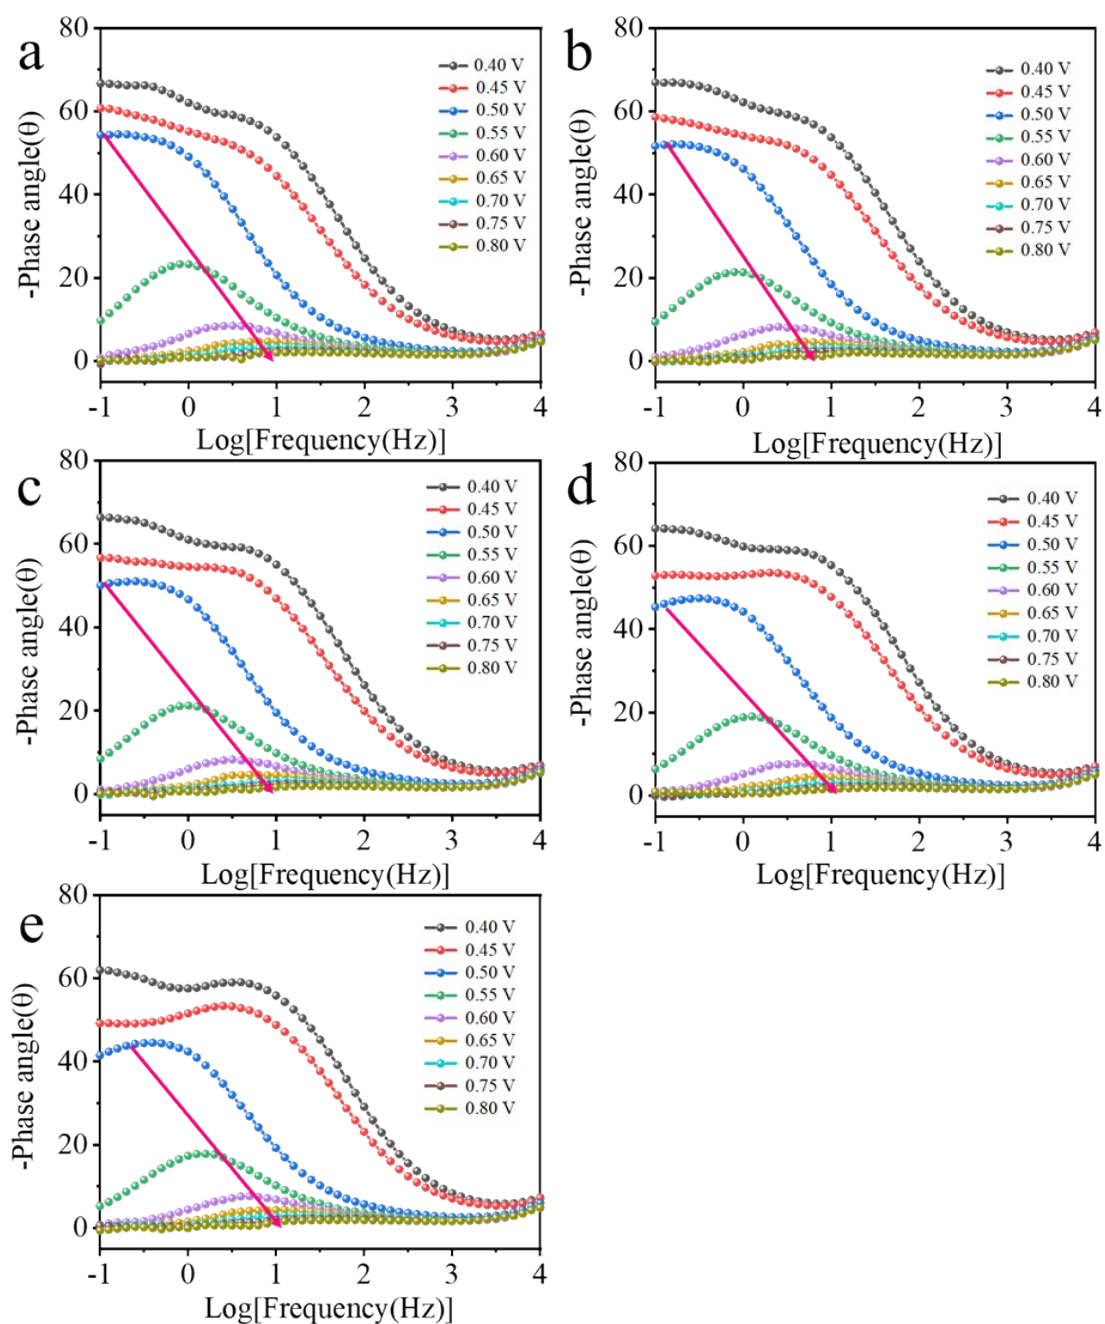 a
80
60
40
20
0
-Phase angle(θ)
0.40 V
0.45 V
0.50 V
0.55 V
0.60 V
0.65 V
0.70 V
0.75 V
0.80 V
-1 0 1 2 3 4
Log[Frequency(Hz)]
b
80
60
40
20
0
-Phase angle(θ)
0.40 V
0.45 V
0.50 V
0.55 V
0.60 V
0.65 V
0.70 V
0.75 V
0.80 V
-1 0 1 2 3 4
Log[Frequency(Hz)]
c
80
60
40
20
0
-Phase angle(θ)
0.40 V
0.45 V
0.50 V
0.55 V
0.60 V
0.65 V
0.70 V
0.75 V
0.80 V
-1 0 1 2 3 4
Log[Frequency(Hz)]
d
80
60
40
20
0
-Phase angle(θ)
0.40 V
0.45 V
0.50 V
0.55 V
0.60 V
0.65 V
0.70 V
0.75 V
0.80 V
-1 0 1 2 3 4
Log[Frequency(Hz)]
e
80
60
40
20
0
-Phase angle(θ)
0.40 V
0.45 V
0.50 V
0.55 V
0.60 V
0.65 V
0.70 V
0.75 V
0.80 V
-1 0 1 2 3 4
Log[Frequency(Hz)]